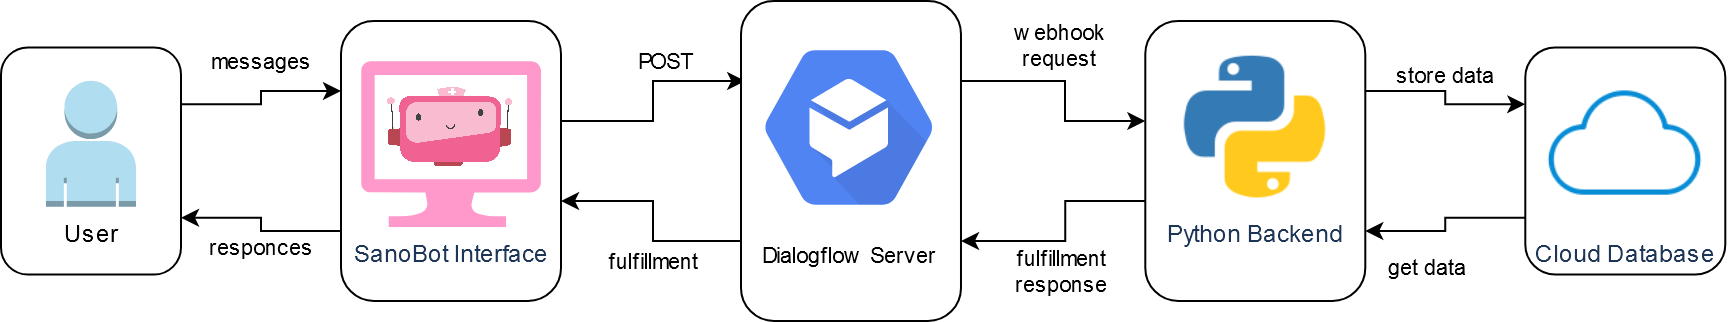 messages
responces
User
SanoBot Interface
POST
fulfillment
Dialogflow Server
w ebhook
request
fulfillment
response
Python Backend
store data
get data
Cloud Database